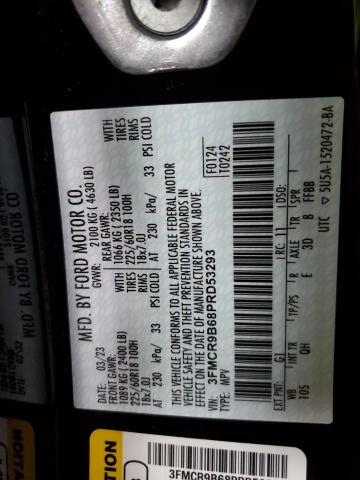 MFD. BY FORD MOTOR CO.
DATE: 03/23
GVWR:
2100 KG ( 4630 LB)
FRONT GAWR:
1089 KG ( 2400 LB)
225/60R18 100H
18x7.0J
AT 230 kPa/ 33
REAR GAWR:
1066 KG ( 2350 LB)
225/60R18 100H
18x7.0J
AT 230 kPa/ 33
WITH
TIRES
RIMS
PSI COLD
WITH
TIRES
RIMS
PSI COLD
THIS VEHICLE CONFORMS TO ALL APPLICABLE FEDERAL MOTOR
VEHICLE SAFETY AND THEFT PREVENTION STANDARDS IN
EFFECT ON THE DATE OF MANUFACTURE SHOWN ABOVE.
VIN: 3FMCR9B68PRD53293
TYPE: MPV
F0124
T0242
EXT PNT: G1
RC: 11
DSO:
WB
INT TR
TP/PS
R
AXLE
TR
SPR
105
QH
E
3D
8
FFBB
UTC
5U5A-1520472-BA